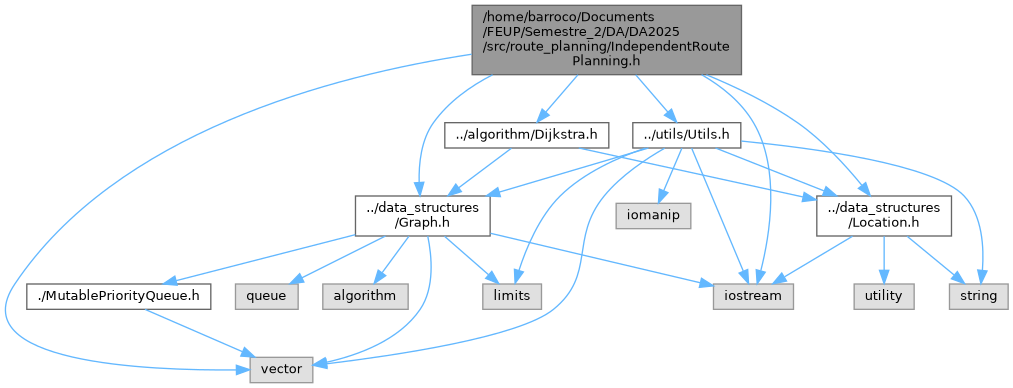 /home/barroco/Documents
/FEUP/Semestre_2/DA/DA2025
/src/route_planning/IndependentRoute
Planning.h
../algorithm/Dijkstra.h
../utils/Utils.h
../data_structures
/Graph.h
iomanip
../data_structures
/Location.h
./MutablePriorityQueue.h
queue
algorithm
limits
iostream
utility
string
vector